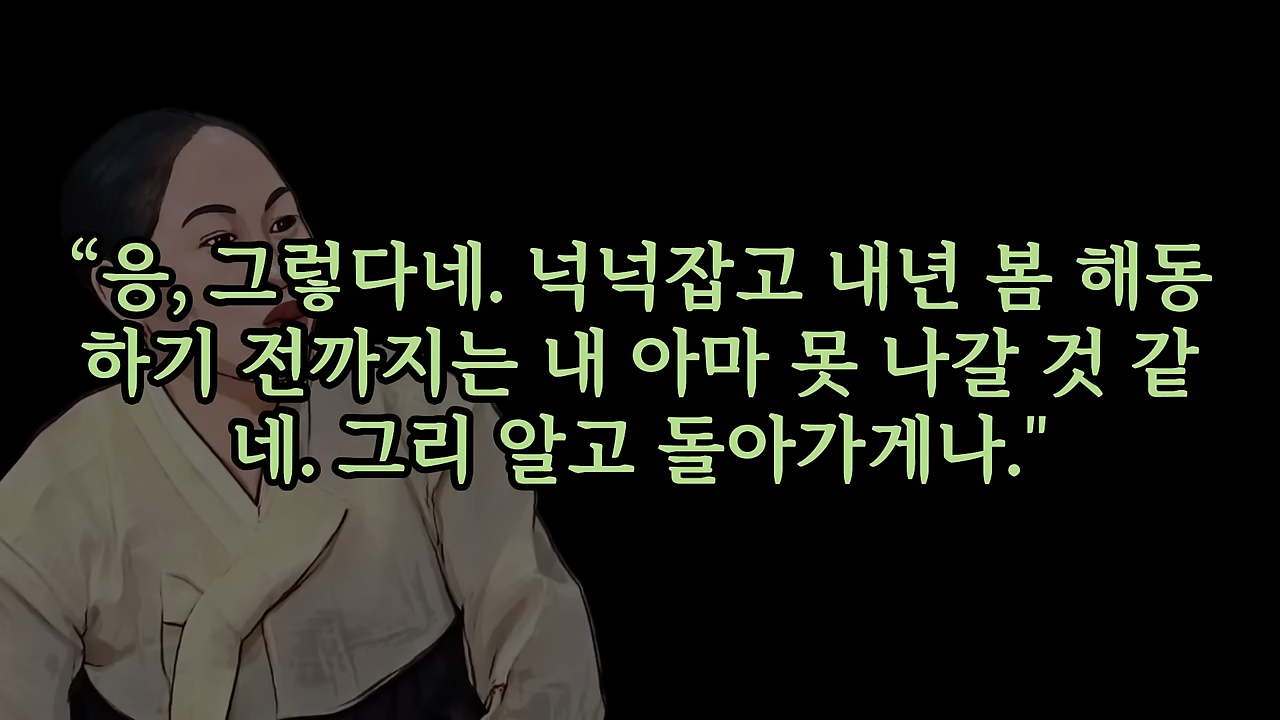 “응, 그렇다네. 넉넉잡고 내년 봄 해동
하기 전까지는 내 아마 못 나갈 것 같
네. 그리 알고 돌아가게나."